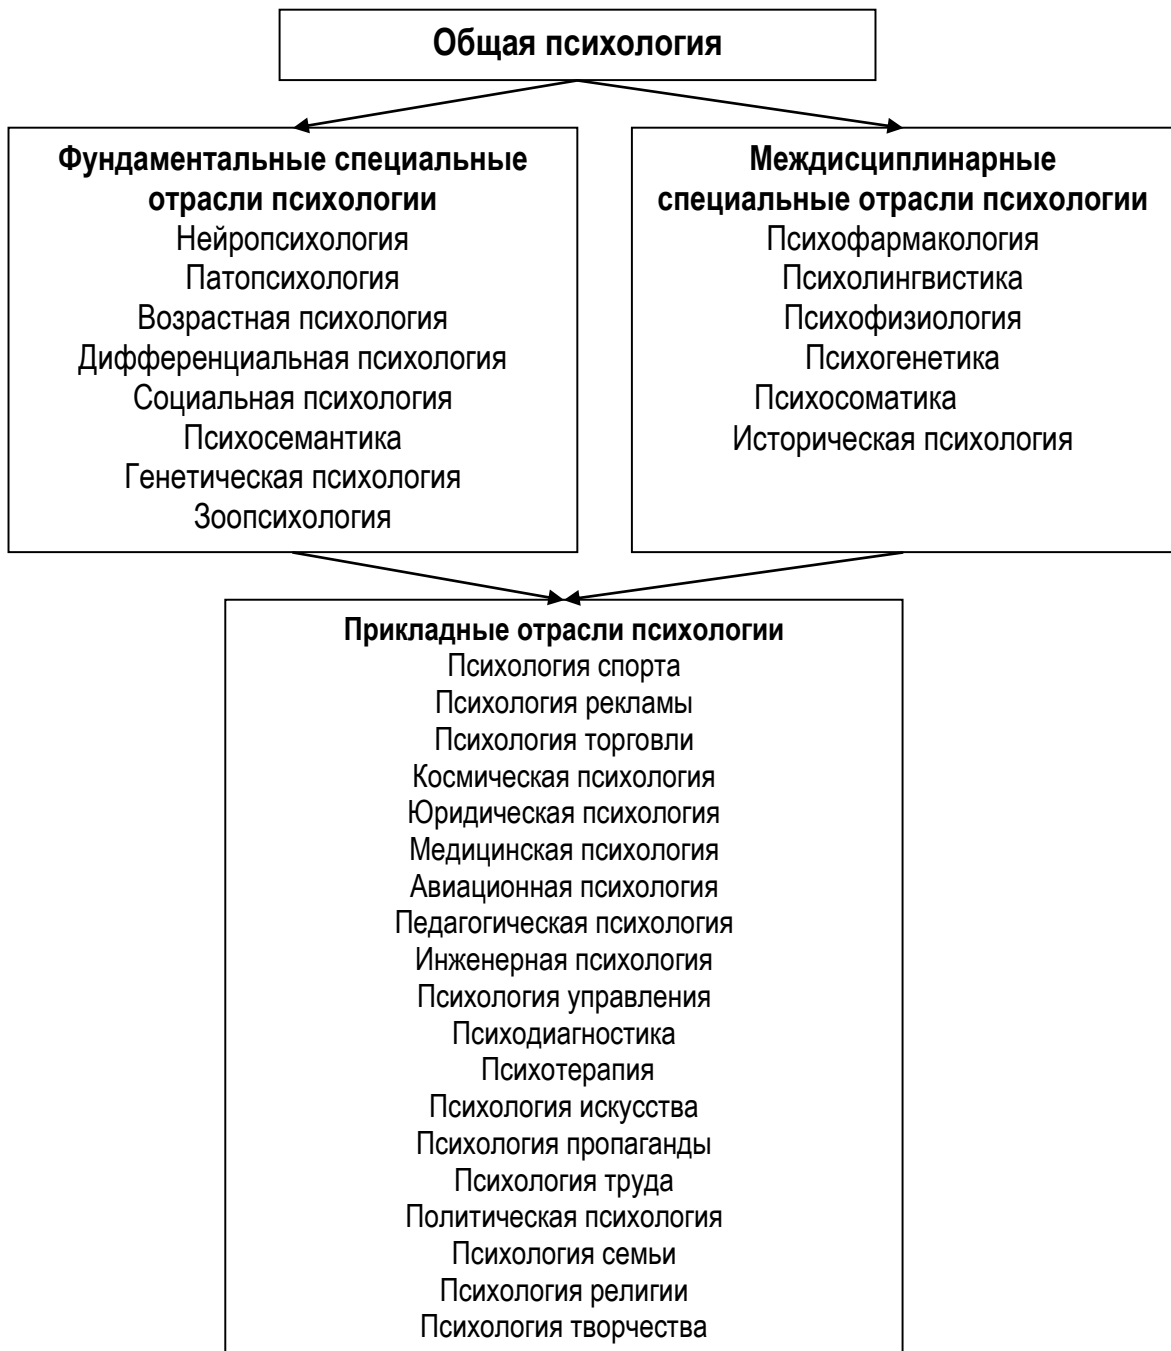 Общая психология
Фундаментальные специальные
отрасли психологии
Нейропсихология
Патопсихология
Возрастная психология
Дифференциальная психология
Социальная психология
Психосемантика
Генетическая психология
Зоопсихология
Междисциплинарные
специальные отрасли психологии
Психофармакология
Психолингвистика
Психофизиология
Психогенетика
Психосоматика
Историческая психология
Прикладные отрасли психологии
Психология спорта
Психология рекламы
Психология торговли
Космическая психология
Юридическая психология
Медицинская психология
Авиационная психология
Педагогическая психология
Инженерная психология
Психология управления
Психодиагностика
Психотерапия
Психология искусства
Психология пропаганды
Психология труда
Политическая психология
Психология семьи
Психология религии
Психология творчества